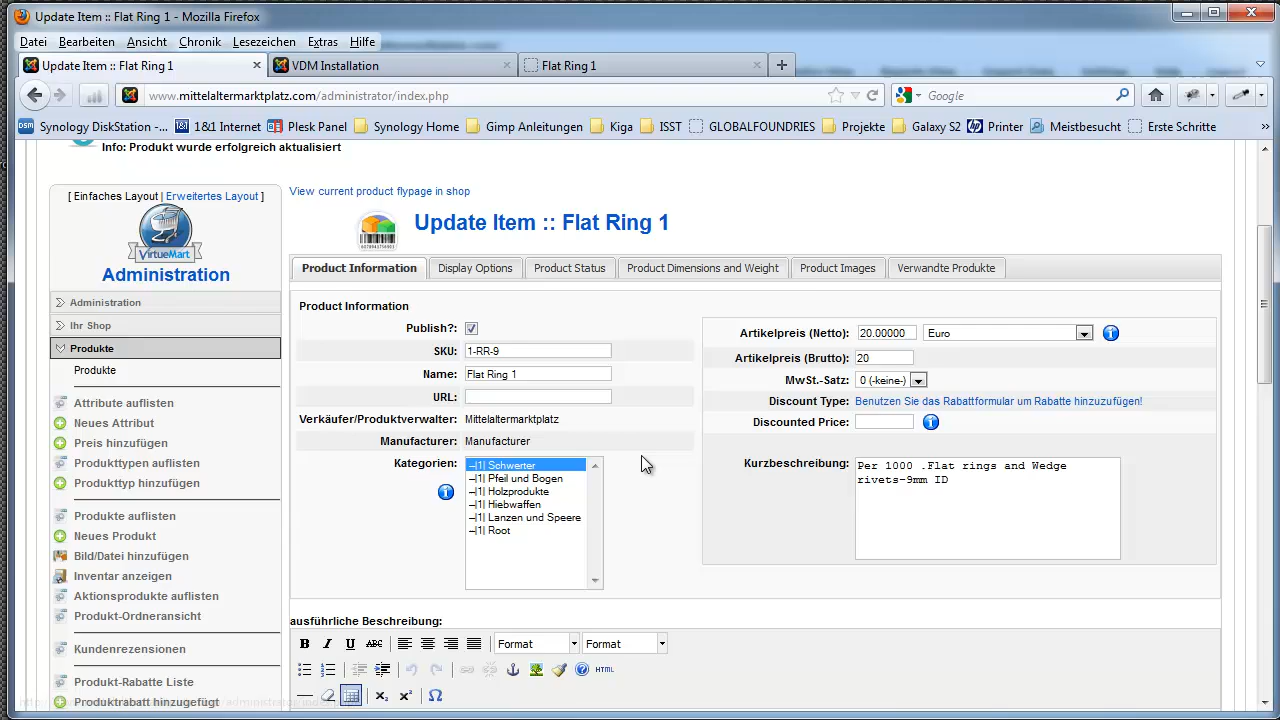 Update Item :: Flat Ring 1 - Mozilla Firefox
Datei Bearbeiten Ansicht Chronik Lesezeichen Extras Hilfe
Update Item :: Flat Ring 1 VDM Installation Flat Ring 1
www.mittelaltermarktplatz.com/administrator/index.php Google
Synology DiskStation -... 1&1 Internet Plesk Panel Synology Home Gimp Anleitungen Kiga ISST GLOBALFOUNDRIES Projekte Galaxy S2 Printer Meistbesucht Erste Schritte
Info: Produkt wurde erfolgreich aktualisiert
[ Einfaches Layout | Erweitertes Layout ]
VirtueMart
Administration
Administration
Ihr Shop
Produkte
Produkte
Attribute auflisten
Neues Attribut
Preis hinzufügen
Produkttypen auflisten
Produkttyp hinzufügen
Produkte auflisten
Neues Produkt
Bild/Datei hinzufügen
Inventar anzeigen
Aktionsprodukte auflisten
Produkt-Ordneransicht
Kundenrezensionen
Produkt-Rabatte Liste
Produktrabatt hinzugefügt
View current product flypage in shop
Update Item :: Flat Ring 1
Product Information Display Options Product Status Product Dimensions and Weight Product Images Verwandte Produkte
Product Information
Publish?:
SKU: 1-RR-9
Name: Flat Ring 1
URL:
Verkäufer/Produktverwalter: Mittelaltermarktplatz
Manufacturer: Manufacturer
Kategorien: --|1| Schwerter
--|1| Pfeil und Bogen
--|1| Holzprodukte
--|1| Hiebwaffen
--|1| Lanzen und Speere
--|1| Root
Artikelpreis (Netto): 20.00000 Euro
Artikelpreis (Brutto): 20
MwSt.-Satz: 0 (-keine-)
Discount Type: Benutzen Sie das Rabattformular um Rabatte hinzuzufügen!
Discounted Price:
Kurzbeschreibung: Per 1000 .Flat rings and Wedge
rivets-9mm ID
ausführliche Beschreibung:
B I U ABC Format Format
HTML